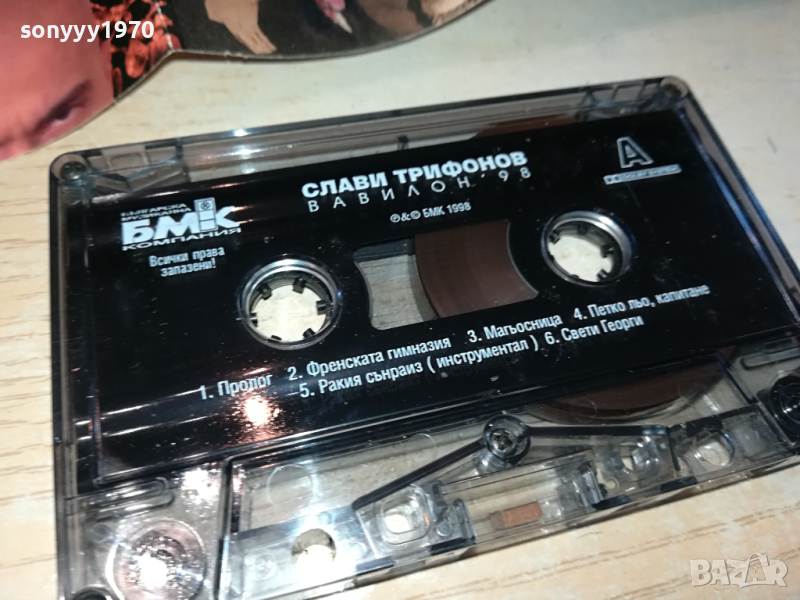 sonyyy1970
СЛАВИ ТРИФОНОВ
ВАВИЛОН '98
℗&© БМК 1998
A
БЪЛГАРСКА
МУЗИКАЛНА
БМК
КОМПАНИЯ
Всички права
запазени!
1. Пролог 2. Френската гимназия 3. Магьосница 4. Петко льо, капитане
5. Ракия сънрайз ( инструментал ) 6. Свети Георги
BAZAR